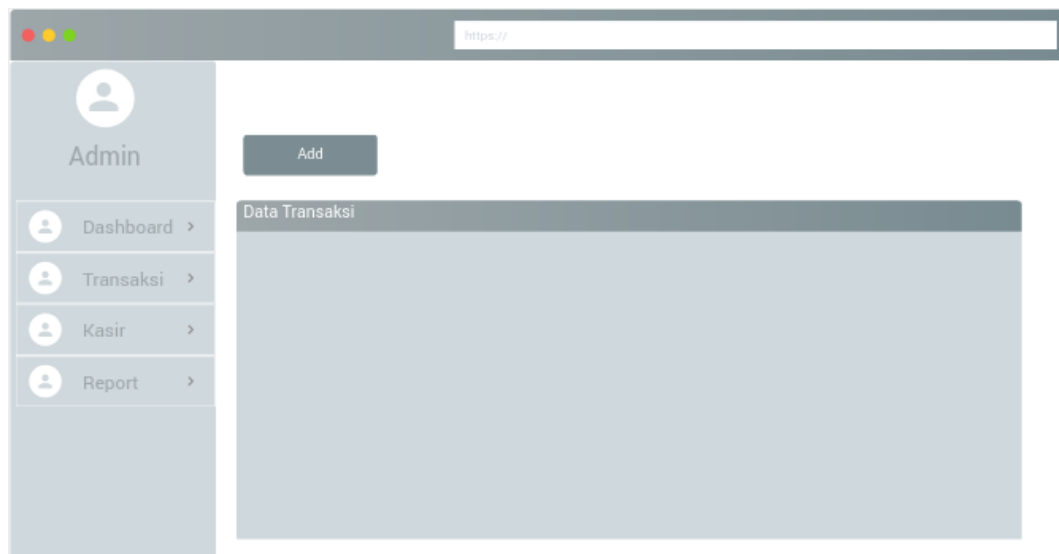 https://
Admin
Add
Data Transaksi
Dashboard
Transaksi
Kasir
Report